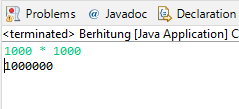 Problems @ Javadoc Declaration
<terminated> Berhitung [Java Application] C
1000 * 1000
1000000